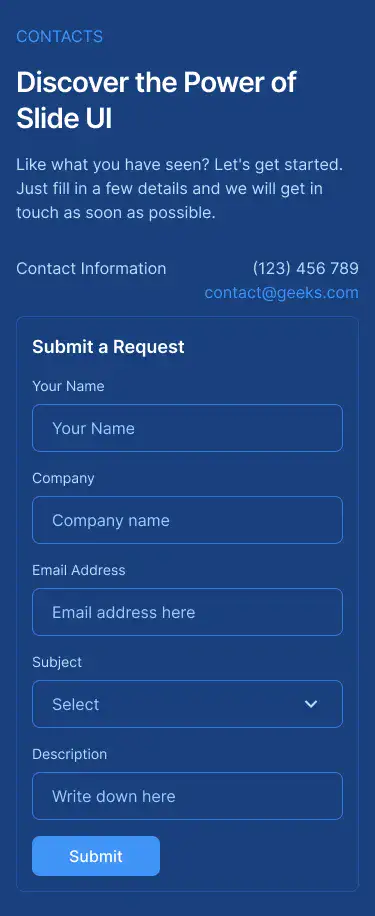 CONTACTS
Discover the Power of
Slide UI
Like what you have seen? Let's get started.
Just fill in a few details and we will get in
touch as soon as possible.
Contact Information
(123) 456 789
contact@geeks.com
Submit a Request
Your Name
Your Name
Company
Company name
Email Address
Email address here
Subject
Select
Description
Write down here
Submit